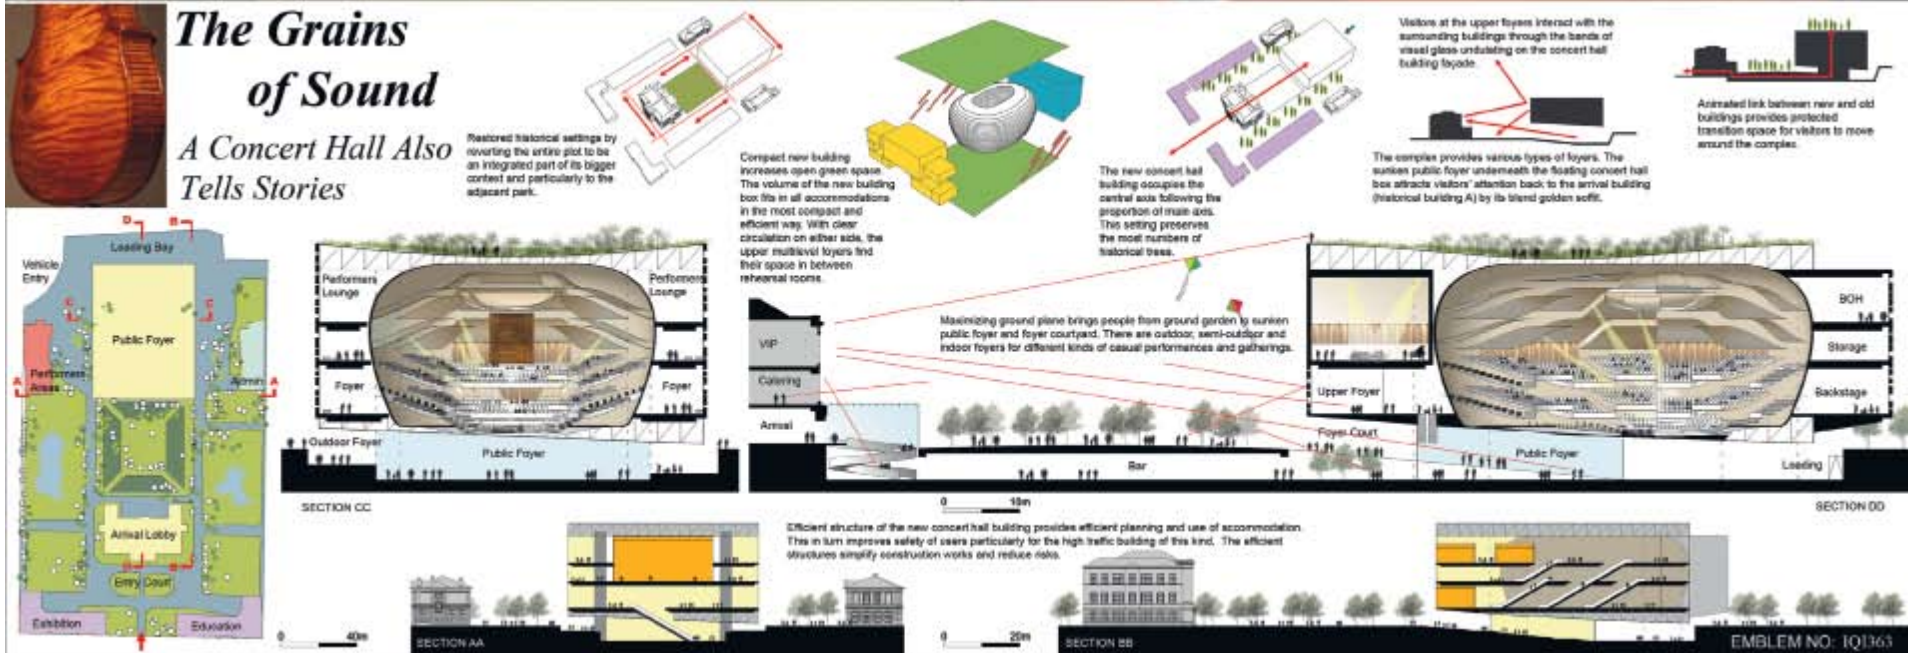 The Grains
of Sound
A Concert Hall Also
Tells Stories
Restored historical settings by
reverting the entire plot to be
an integrated part of its bigger
context and particularly to the
adjacent park.
Compact new building
increases open green space.
The volume of the new building
box fits in all accommodations
in the most compact and
efficient way. With clear
circulation on either side, the
upper multilevel foyers find
their space in between
rehearsal rooms.
The new concert hall
building occupies the
central axis following the
proportion of main axis.
This setting preserves
the most numbers of
historical trees.
Visitors at the upper foyers interact with the
surrounding buildings through the bands of
visual glass undulating on the concert hall
building façade.
The complex provides various types of foyers. The
sunken public foyer underneath the floating concert hall
box attracts visitors' attention back to the arrival building
(historical building A) by its blend golden soffit.
Animated link between new and old
buildings provides protected
transition space for visitors to move
around the complex.
D
B
Loading Bay
Vehicle
Entry
C
C
Public Foyer
Performers
Areas
Admin
A
A
Arrival Lobby
D
B
Entry Court
Exhibition
Education
Performers
Lounge
Performers
Lounge
Foyer
Foyer
Outdoor Foyer
Public Foyer
SECTION CC
VIP
Catering
Arrival
Maximizing ground plane brings people from ground garden to sunken
public foyer and foyer courtyard. There are outdoor, semi-outdoor and
indoor foyers for different kinds of casual performances and gatherings.
Bar
Upper Foyer
Foyer Court
Public Foyer
BOH
Storage
Backstage
Loading
SECTION DD
0 10m
Efficient structure of the new concert hall building provides efficient planning and use of accommodation.
This in turn improves safety of users particularly for the high traffic building of this kind. The efficient
structures simplify construction works and reduce risks.
0 40m
SECTION AA
0 20m
SECTION BB
EMBLEM NO: IQI363